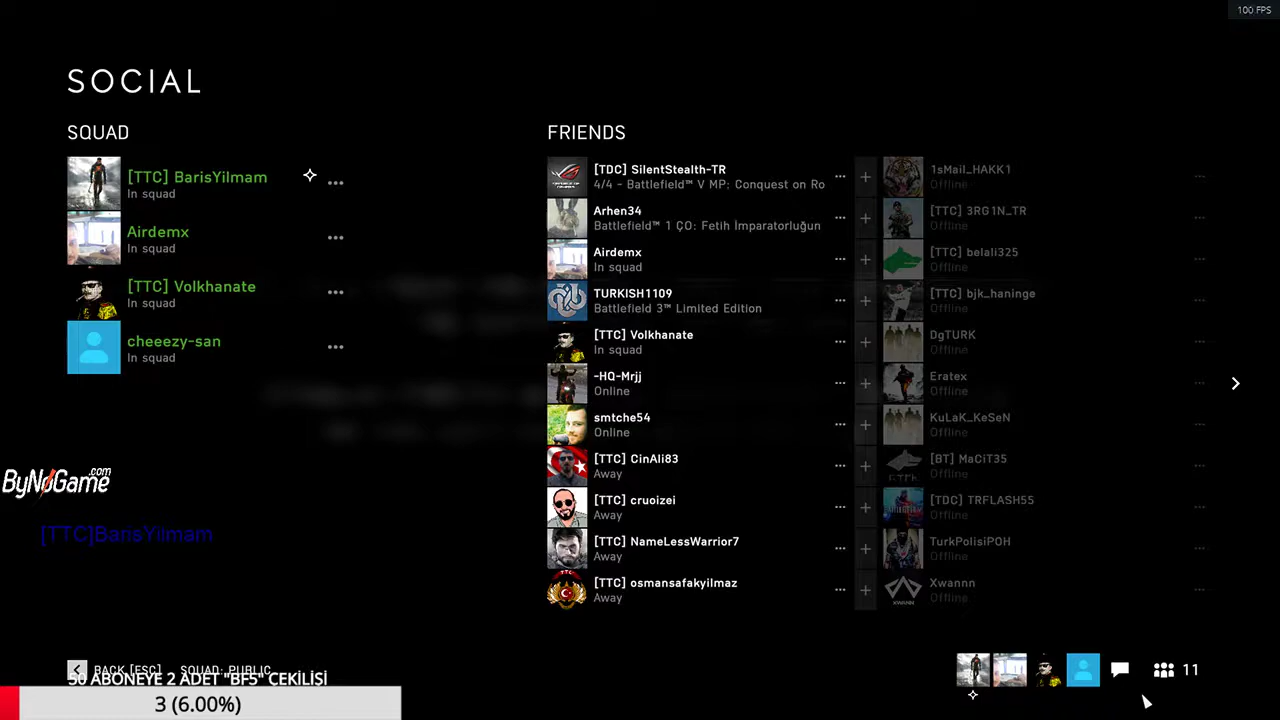 100 FPS
SOCIAL
SQUAD
[TTC] BarisYilmam
In squad
Airdemx
In squad
[TTC] Volkhanate
In squad
cheeezy-san
In squad
FRIENDS
[TDC] SilentStealth-TR
4/4 - Battlefield™ V MP: Conquest on Ro
Arhen34
Battlefield™ 1 ÇO: Fetih İmparatorluğun
Airdemx
In squad
TURKISH1109
Battlefield 3™ Limited Edition
[TTC] Volkhanate
In squad
-HQ-Mrjj
Online
smtche54
Online
[TTC] CinAli83
Away
[TTC] cruoizei
Away
[TTC] NameLessWarrior7
Away
[TTC] osmansafakyilmaz
Away
1sMail_HAKK1
Offline
[TTC] 3RG1N_TR
Offline
[TTC] belali325
Offline
[TTC] bjk_haninge
Offline
DgTURK
Offline
Eratex
Offline
KuLaK_KeSeN
Offline
[BT] MaCiT35
Offline
[TDC] TRFLASH55
Offline
TurkPolisiPOH
Offline
Xwannn
Offline
ByNoGame.com
[TTC]BarisYilmam
BACK [ESC] SQUAD: PUBLIC
50 ABONEYE 2 ADET "BF5" ÇEKİLİŞİ
3 (6.00%)
11